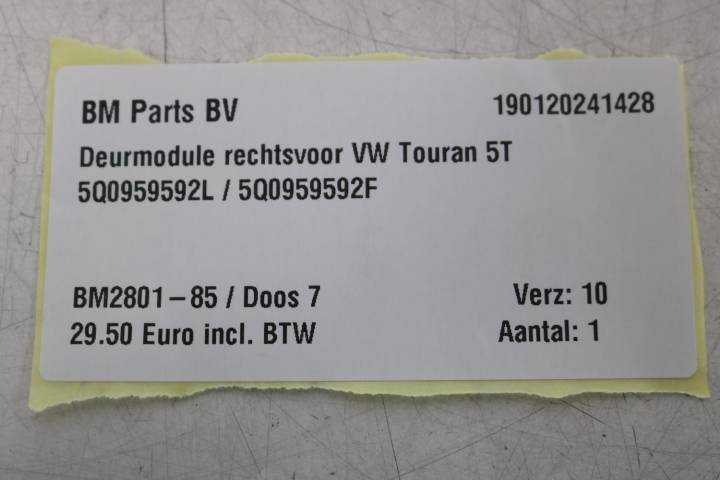 BM Parts BV 190120241428
Deurmodule rechtsvoor VW Touran 5T
5Q0959592L / 5Q0959592F
BM2801-85 / Doos 7 Verz: 10
29.50 Euro incl. BTW Aantal: 1